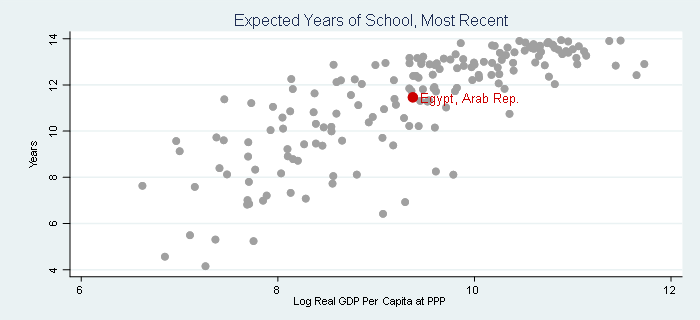 Expected Years of School, Most Recent
14
12
10
8
6
4
Years
Egypt, Arab Rep.
6 8 10 12
Log Real GDP Per Capita at PPP